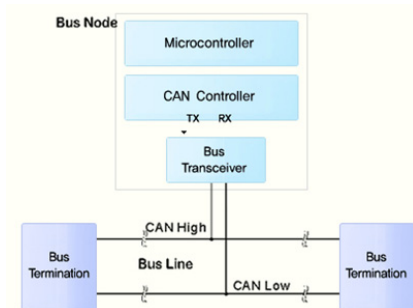 Bus Node
Microcontroller
CAN Controller
TX RX
Bus
Transceiver
CAN High
Bus
Termination
Bus Line
Bus
Termination
CAN Low